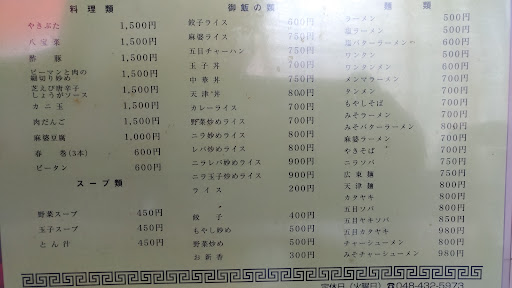 料理類
やきぶた 1,500円
八宝菜 1,500円
酢豚 1,500円
ピーマンと肉の
細切り炒め 1,500円
芝えび唐辛子
しょうがソース 1,500円
カニ玉 1,500円
肉だんご 1,500円
麻婆豆腐 1,000円
春巻(3本) 600円
ピータン 600円
スープ類
野菜スープ 450円
玉子スープ 450円
とん汁 450円
御飯の類
餃子ライス 600円
麻婆ライス 750円
五目チャーハン 750円
玉子丼
中華丼 750円
天津丼 800円
カレーライス 700円
野菜炒めライス 700円
ニラ炒めライス 800円
レバ炒めライス 800円
ニラレバ炒めライス 900円
ニラ玉子炒めライス 900円
ライス 200円
餃子 400円
もやし炒め 500円
野菜炒め 500円
お新香 300円
麺類
ラーメン 500円
塩ラーメン 500円
塩バターラーメン 600円
ワンタン 500円
ワンタンメン 600円
メンマラーメン
タンメン 700円
もやしそば 700円
みそラーメン
みそバターラーメン
麻婆ラーメン
やきそば
ニラソバ 750円
広東麺 750円
天津麺 800円
カタヤキ 800円
五目ソバ 800円
五目ヤキソバ 850円
五目カタヤキ 980円
チャーシューメン 880円
みそチャーシューメン 980円
定休日(火曜日) ☎048-432-5973